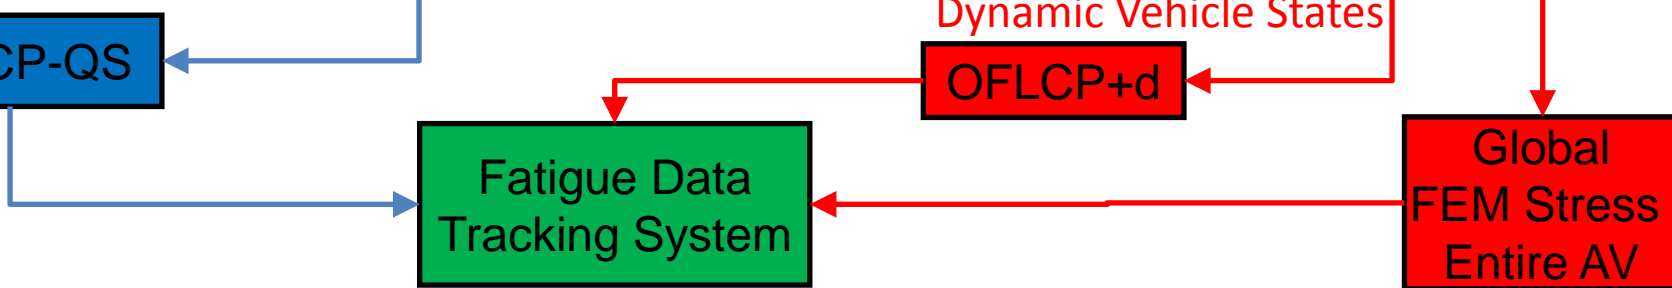 Dynamic Vehicle States
CP-QS
OFLCP+d
Fatigue Data
Tracking System
Global
FEM Stress
Entire AV